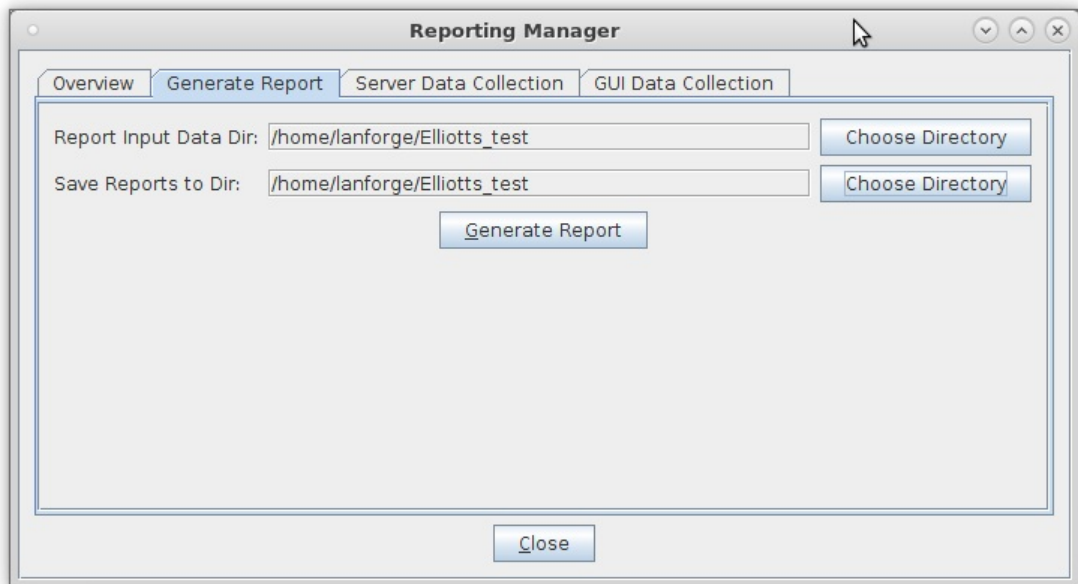 Reporting Manager
Overview Generate Report Server Data Collection GUI Data Collection
Report Input Data Dir: /home/lanforge/Elliotts_test Choose Directory
Save Reports to Dir: /home/lanforge/Elliotts_test Choose Directory
Generate Report
Close